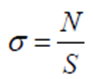 σ = N/S